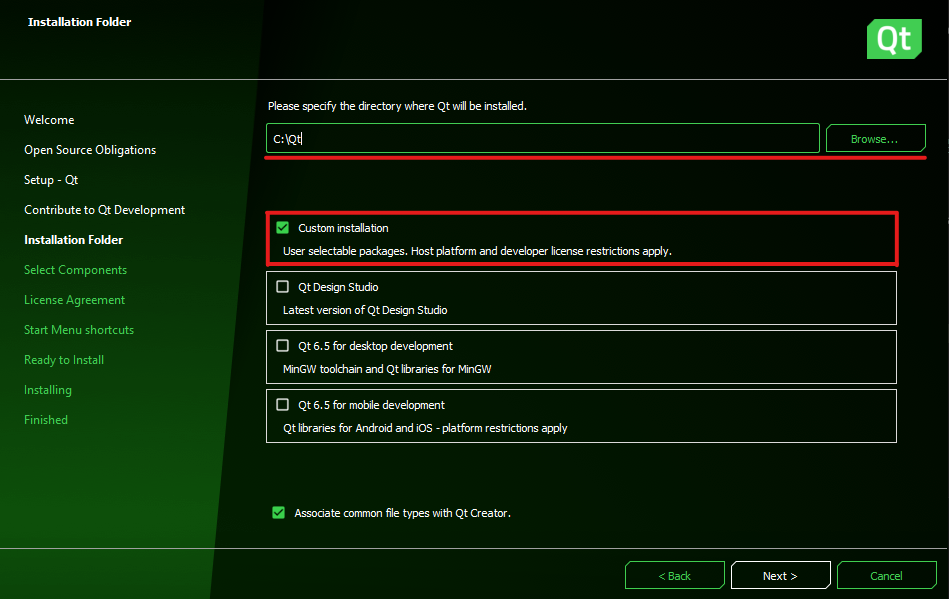 Installation Folder
Qt
Welcome
Open Source Obligations
Setup - Qt
Contribute to Qt Development
Installation Folder
Select Components
License Agreement
Start Menu shortcuts
Ready to Install
Installing
Finished
Please specify the directory where Qt will be installed.
C:\Qt
Browse...
Custom installation
User selectable packages. Host platform and developer license restrictions apply.
Qt Design Studio
Latest version of Qt Design Studio
Qt 6.5 for desktop development
MinGW toolchain and Qt libraries for MinGW
Qt 6.5 for mobile development
Qt libraries for Android and iOS - platform restrictions apply
Associate common file types with Qt Creator.
< Back
Next >
Cancel